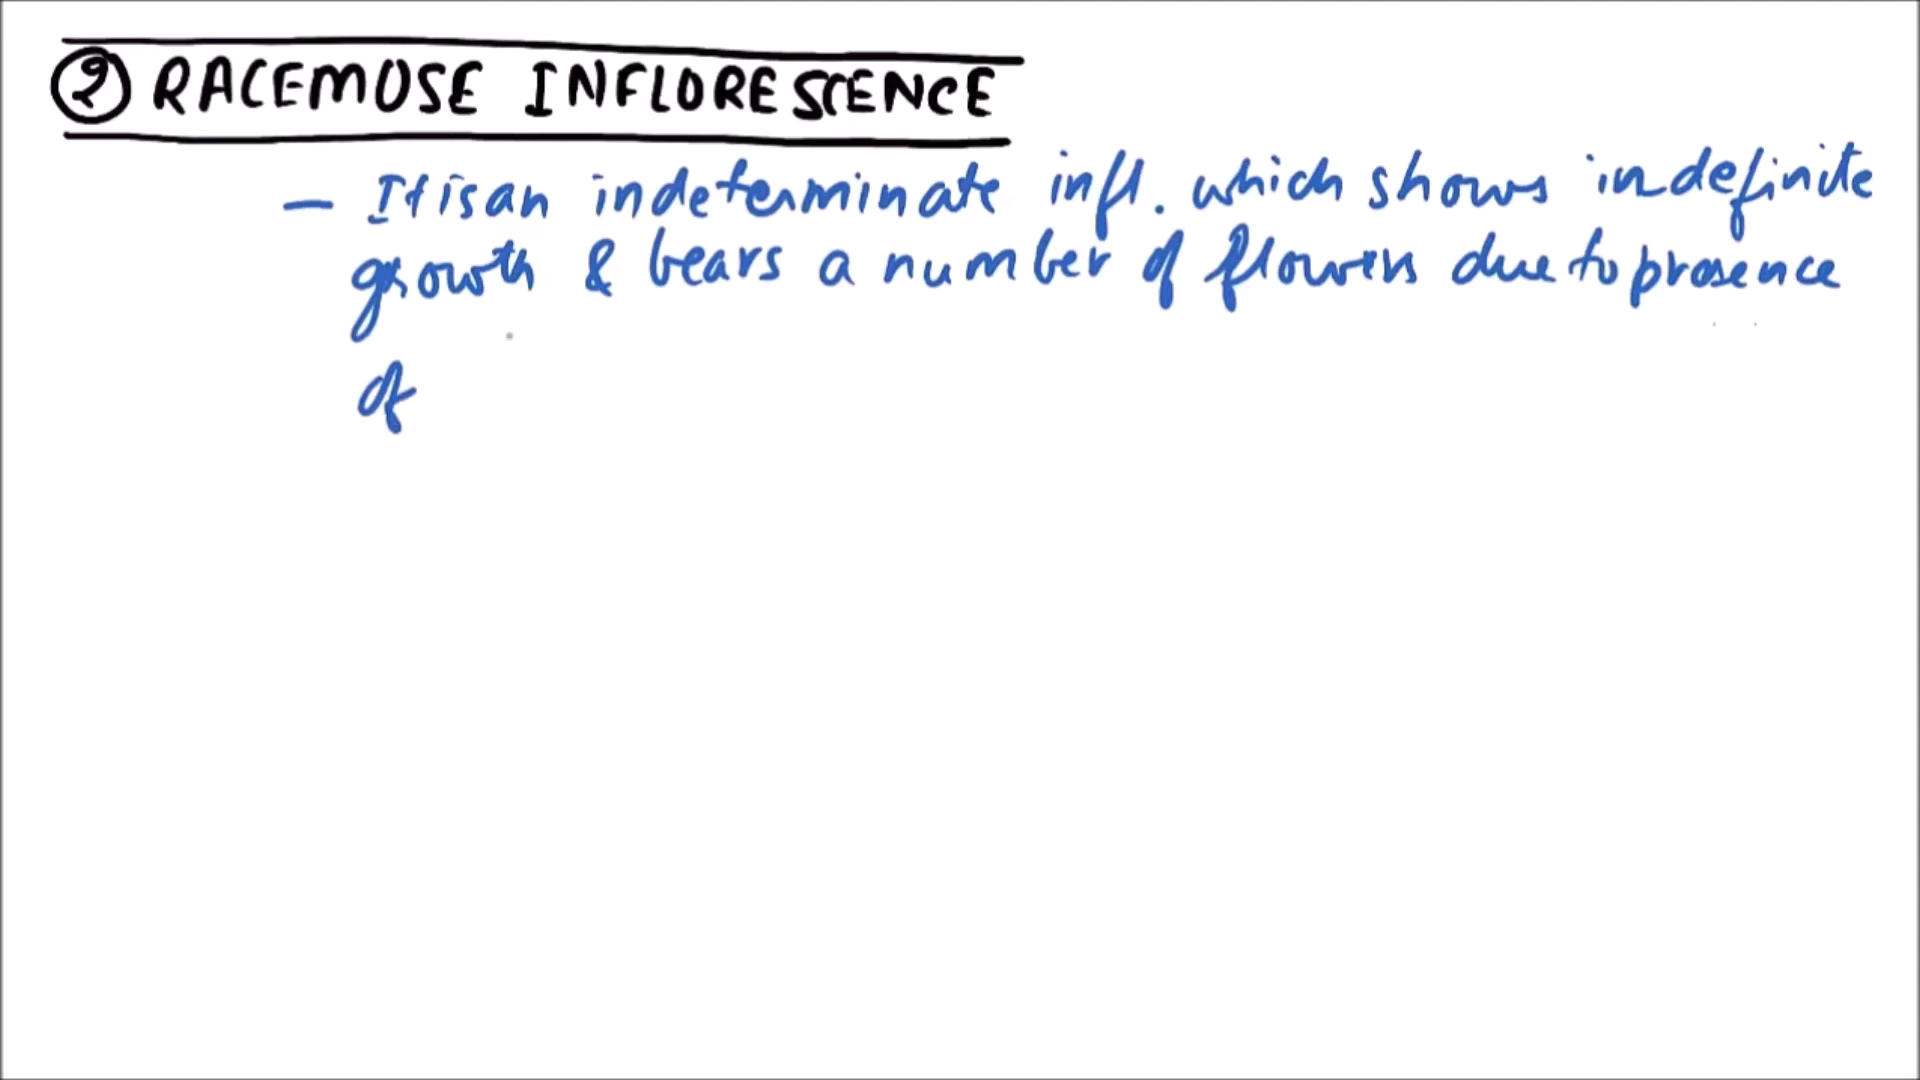 2 RACEMOSE INFLORESCENCE
- It is an indeterminate infl. which shows indefinite
growth & bears a number of flowers due to presence
of